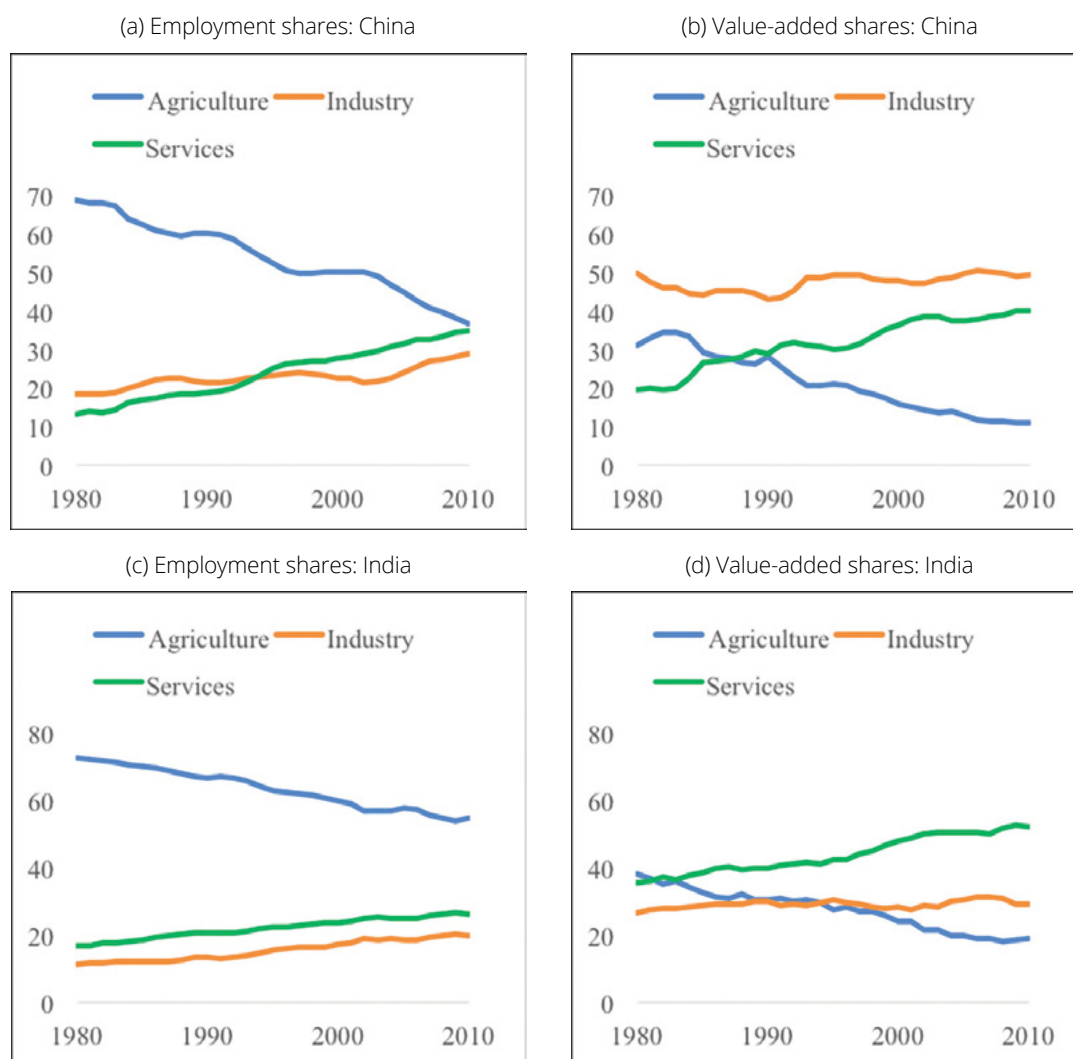 (a) Employment shares: China
Agriculture Industry
Services
70
60
50
40
30
20
10
0
1980 1990 2000 2010
(b) Value-added shares: China
Agriculture Industry
Services
70
60
50
40
30
20
10
0
1980 1990 2000 2010
(c) Employment shares: India
Agriculture Industry
Services
80
60
40
20
0
1980 1990 2000 2010
(d) Value-added shares: India
Agriculture Industry
Services
80
60
40
20
0
1980 1990 2000 2010